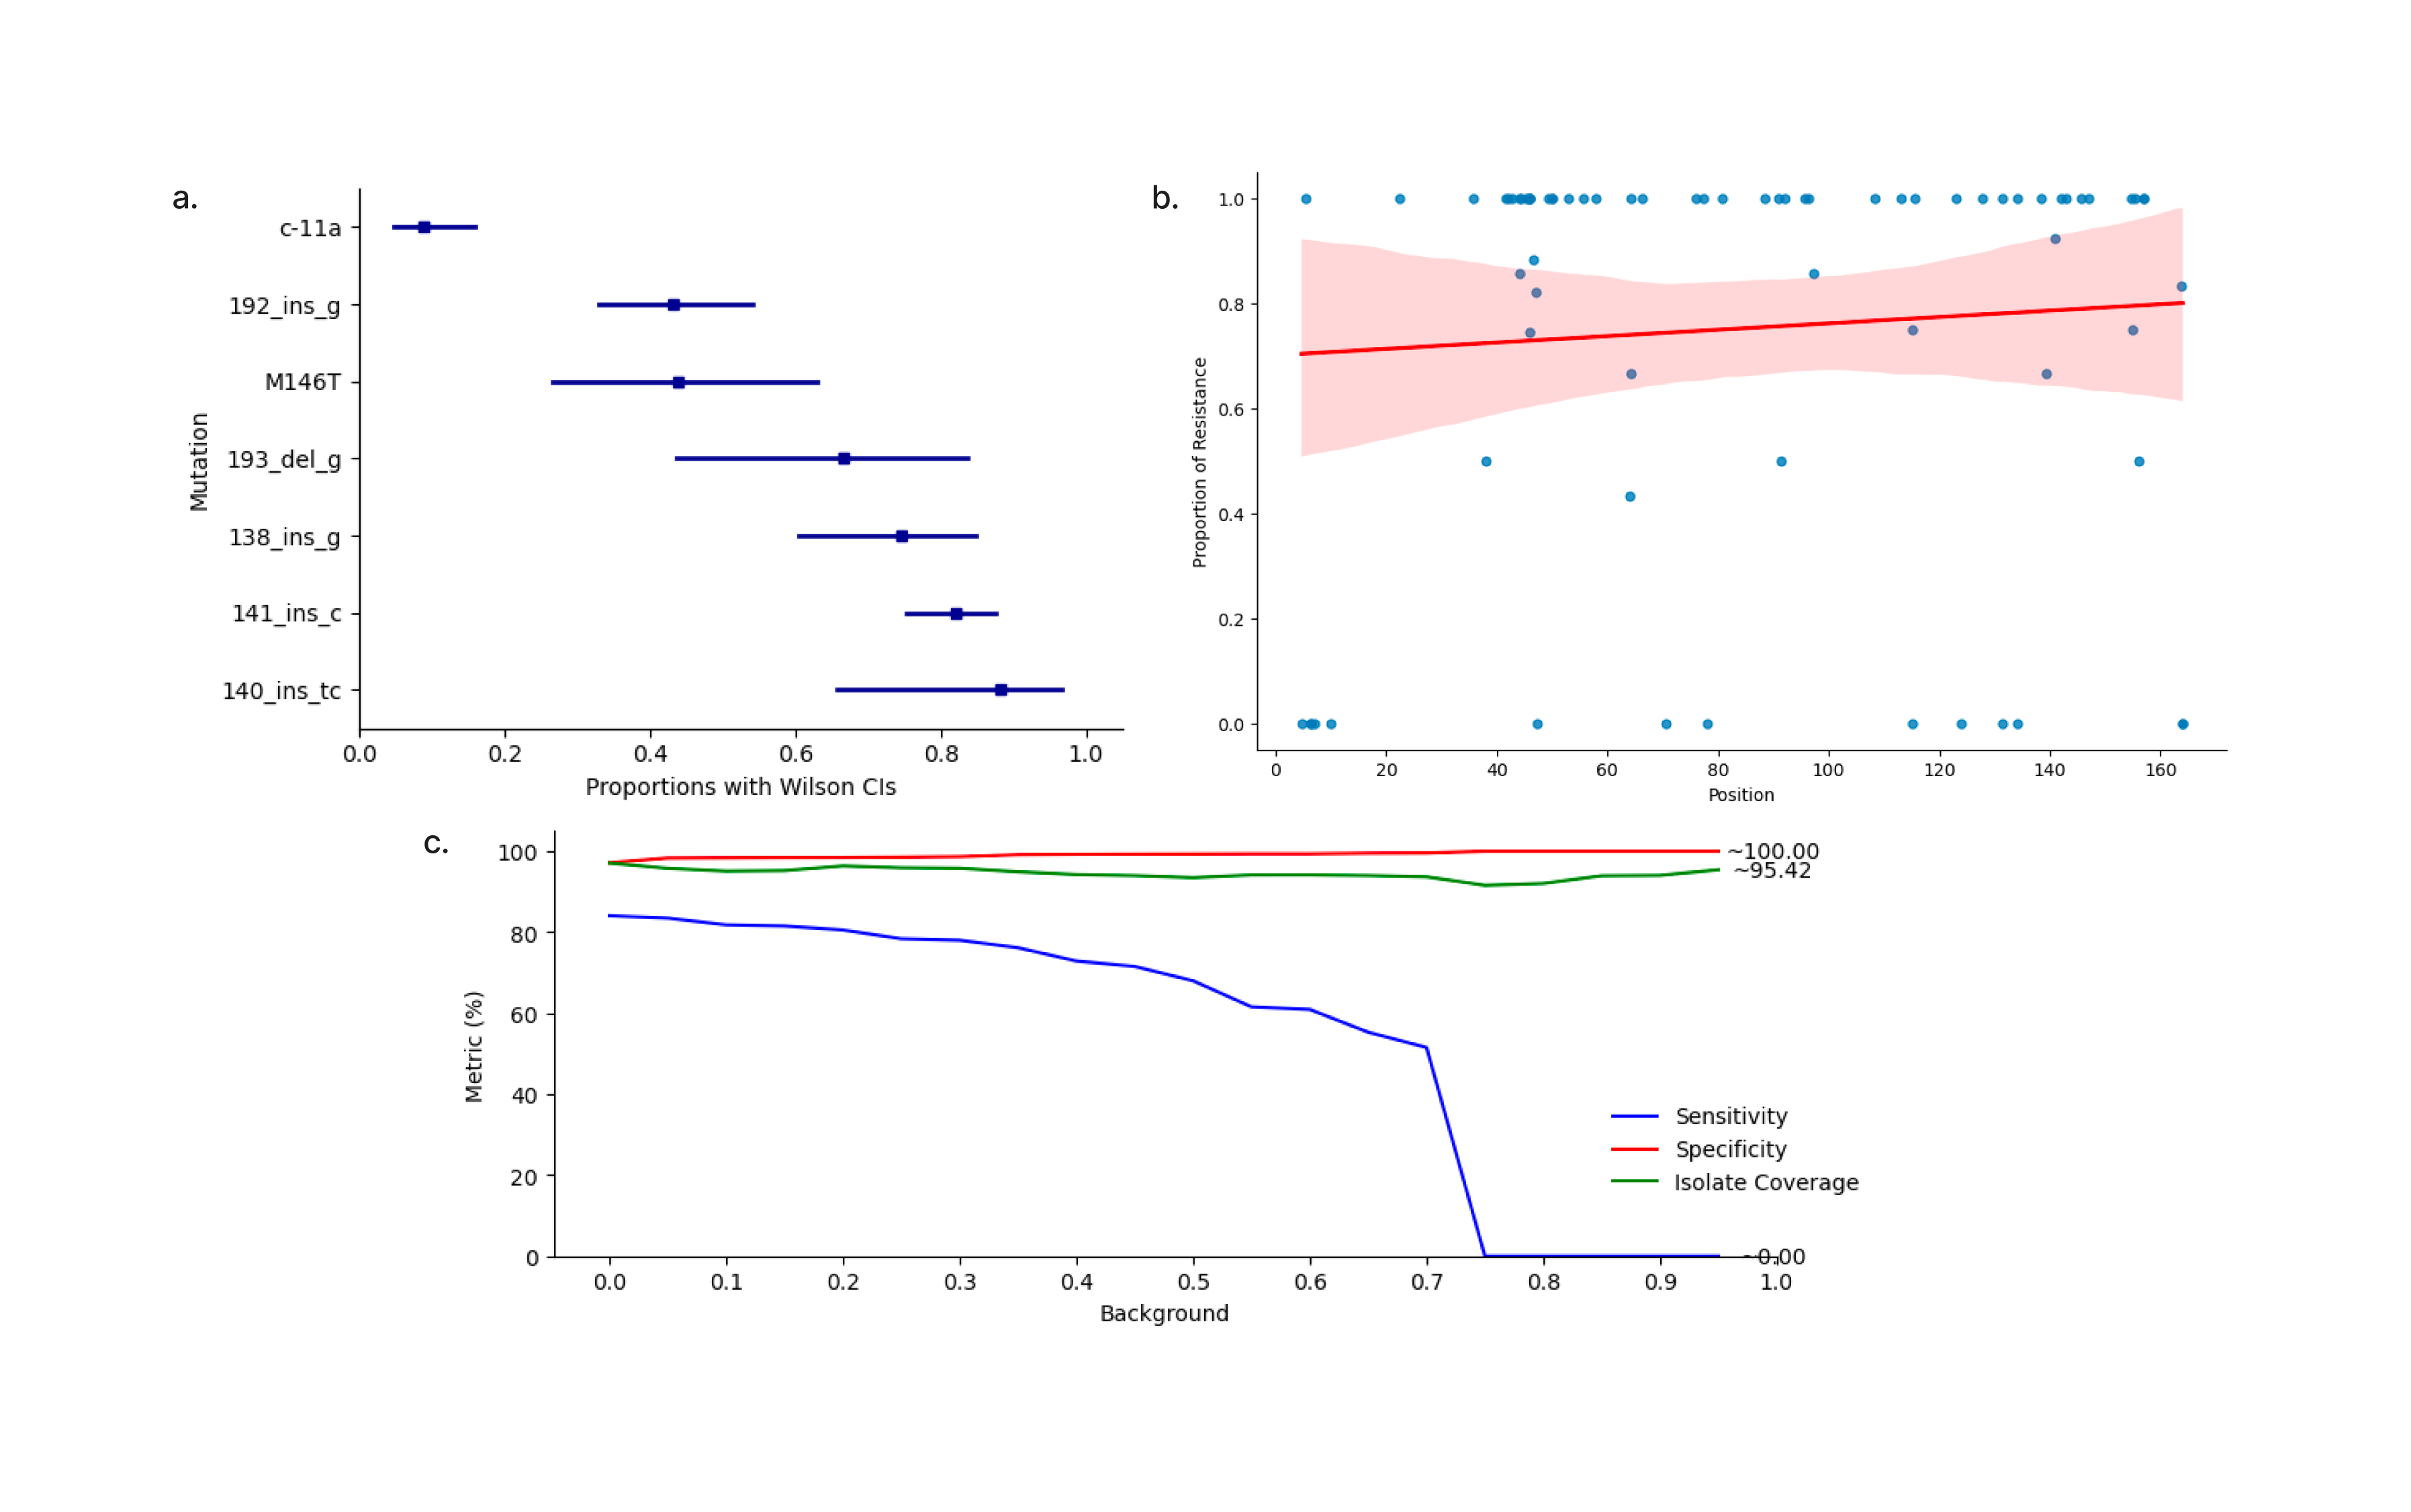 a.
c-11a
192_ins_g
M146T
193_del_g
138_ins_g
141_ins_c
140_ins_tc
Mutation
0.0 0.2 0.4 0.6 0.8 1.0
Proportions with Wilson CIs
b.
1.0
0.8
0.6
0.4
0.2
0.0
Proportion of Resistance
0 20 40 60 80 100 120 140 160
Position
c.
100
80
60
40
20
0
Metric (%)
~100.00
~95.42
~0.00
Sensitivity
Specificity
Isolate Coverage
0.0 0.1 0.2 0.3 0.4 0.5 0.6 0.7 0.8 0.9 1.0
Background